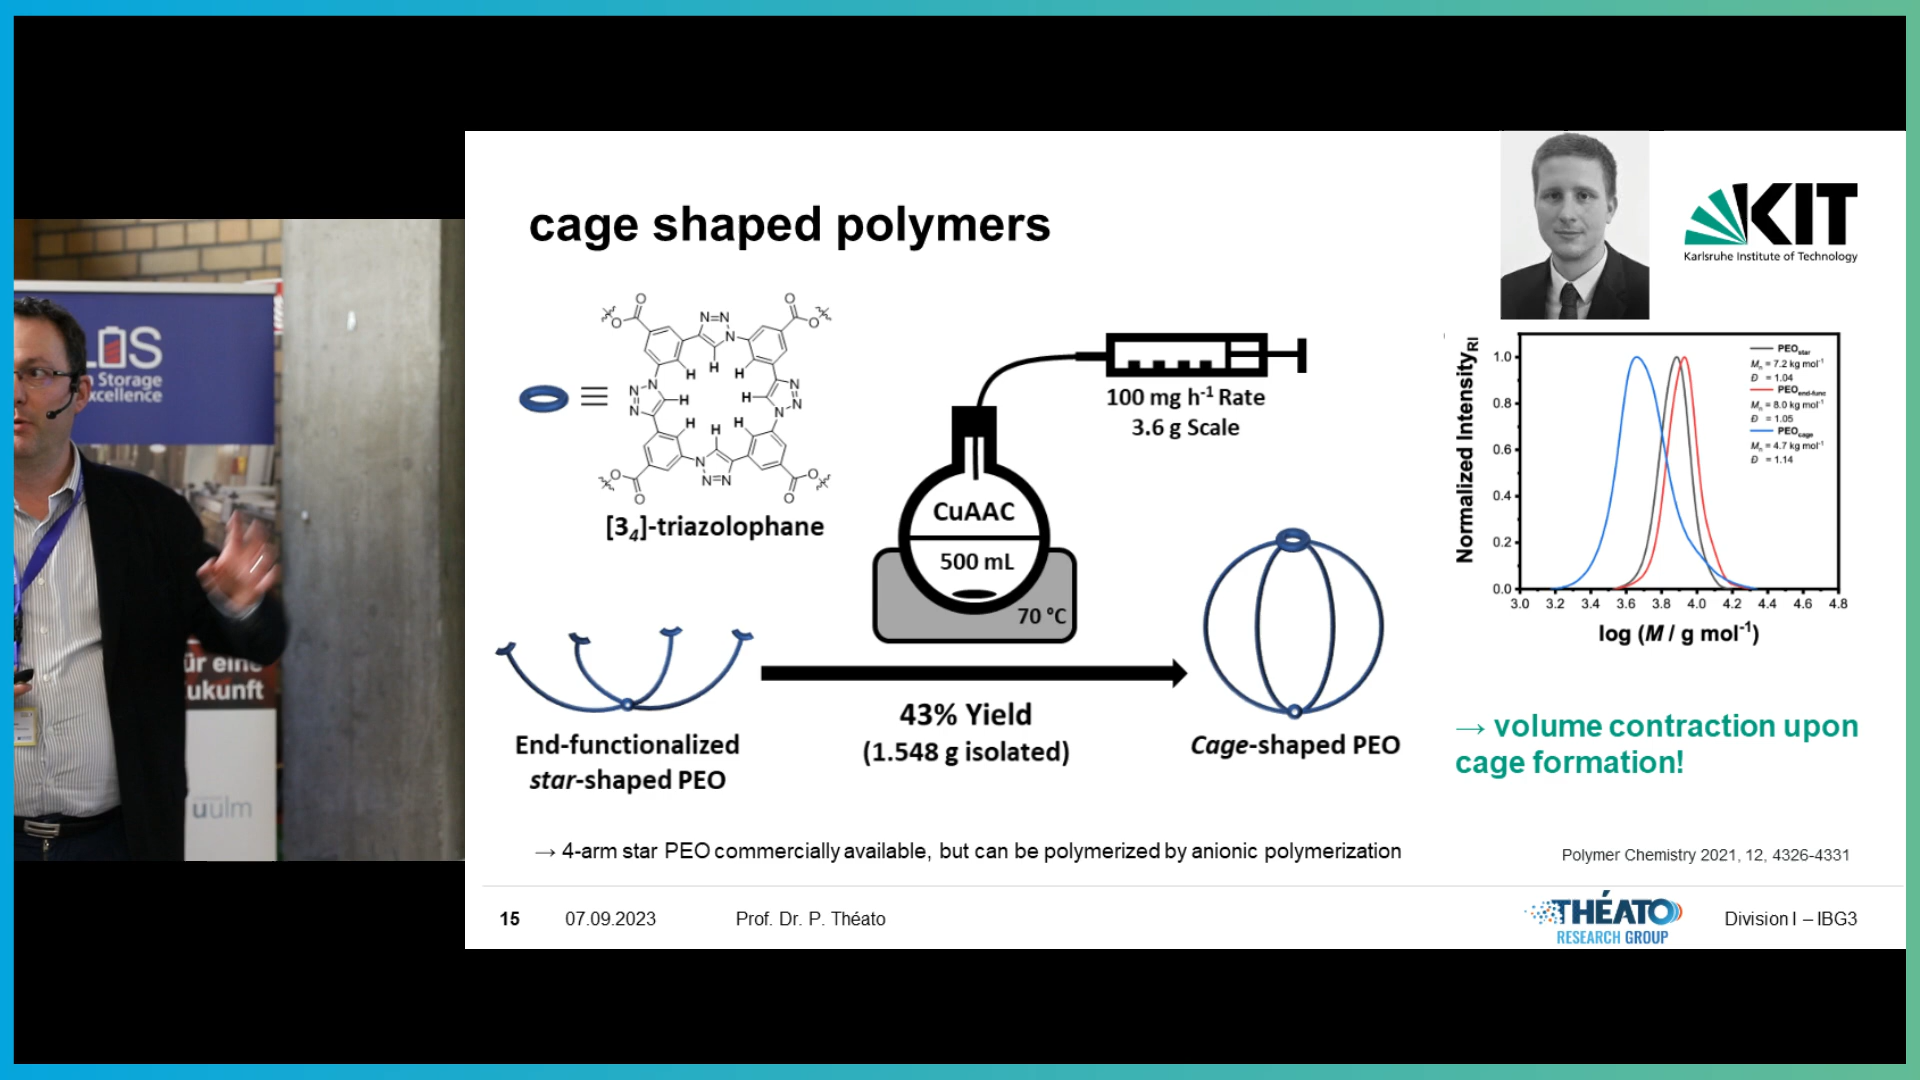 cage shaped polymers
KIT
Karlsruhe Institute of Technology
[3₄]-triazolophane
100 mg h⁻¹ Rate
3.6 g Scale
CuAAC
500 mL
70 °C
End-functionalized
star-shaped PEO
43% Yield
(1.548 g isolated)
Cage-shaped PEO
Normalized Intensity_RI
1.0
0.8
0.6
0.4
0.2
0.0
3.0 3.2 3.4 3.6 3.8 4.0 4.2 4.4 4.6 4.8
log (M / g mol⁻¹)
PEO_star
Mₙ = 7.2 kg mol⁻¹
Đ = 1.04
PEO_end-func
Mₙ = 8.0 kg mol⁻¹
Đ = 1.05
PEO_cage
Mₙ = 4.7 kg mol⁻¹
Đ = 1.14
→ volume contraction upon
cage formation!
→ 4-arm star PEO commercially available, but can be polymerized by anionic polymerization
Polymer Chemistry 2021, 12, 4326-4331
15 07.09.2023 Prof. Dr. P. Théato
THÉATO
RESEARCH GROUP
Division I – IBG3
Storage
ür eine
ukunft
uulm